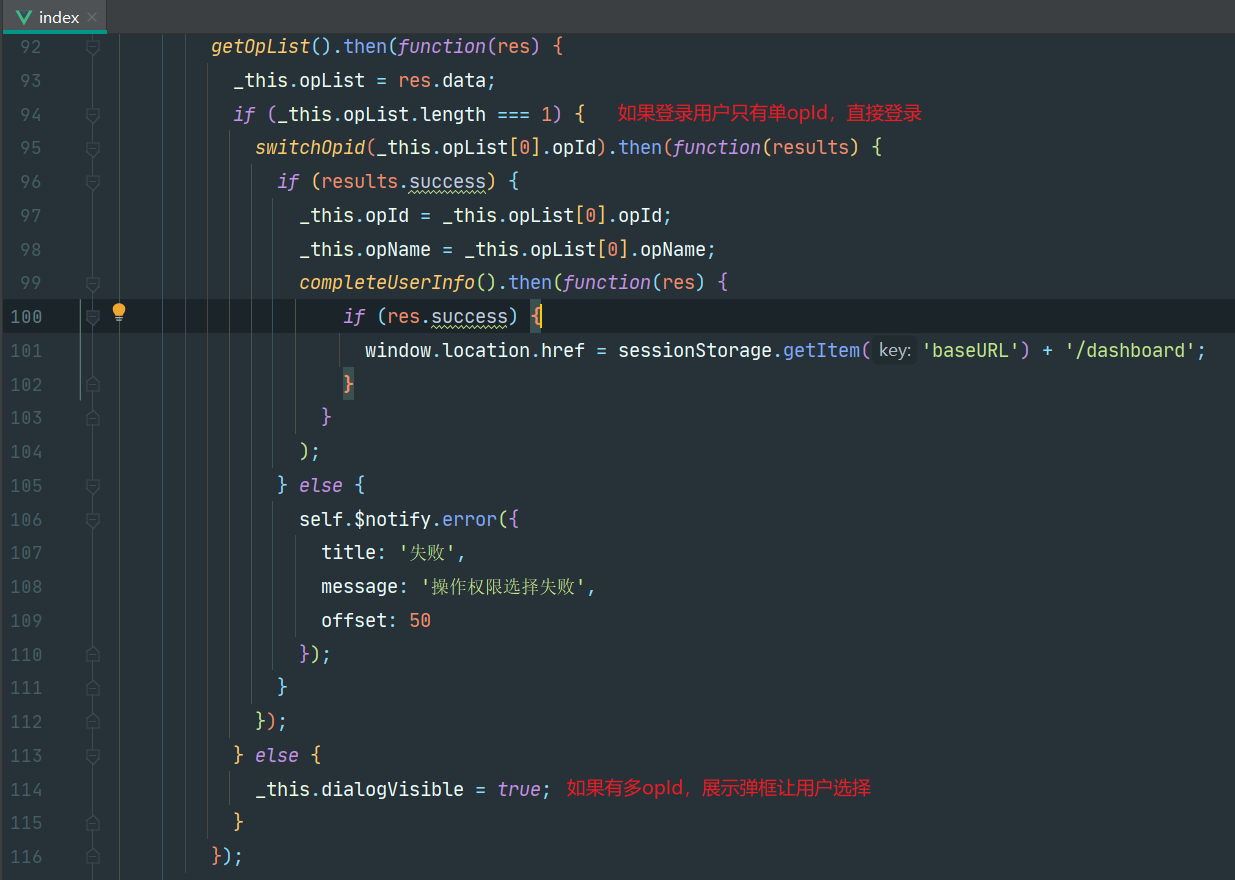 index
92 getOpList().then(function(res) {
93 _this.opList = res.data;
94 if (_this.opList.length === 1) { 如果登录用户只有单opId，直接登录
95 switchOpid(_this.opList[0].opId).then(function(results) {
96 if (results.success) {
97 _this.opId = _this.opList[0].opId;
98 _this.opName = _this.opList[0].opName;
99 completeUserInfo().then(function(res) {
100 if (res.success) {
101 window.location.href = sessionStorage.getItem( key: 'baseURL') + '/dashboard';
102 }
103 }
104 );
105 } else {
106 self.$notify.error({
107 title: '失败',
108 message: '操作权限选择失败',
109 offset: 50
110 });
111 }
112 });
113 } else {
114 _this.dialogVisible = true; 如果有多opId，展示弹框让用户选择
115 }
116 });